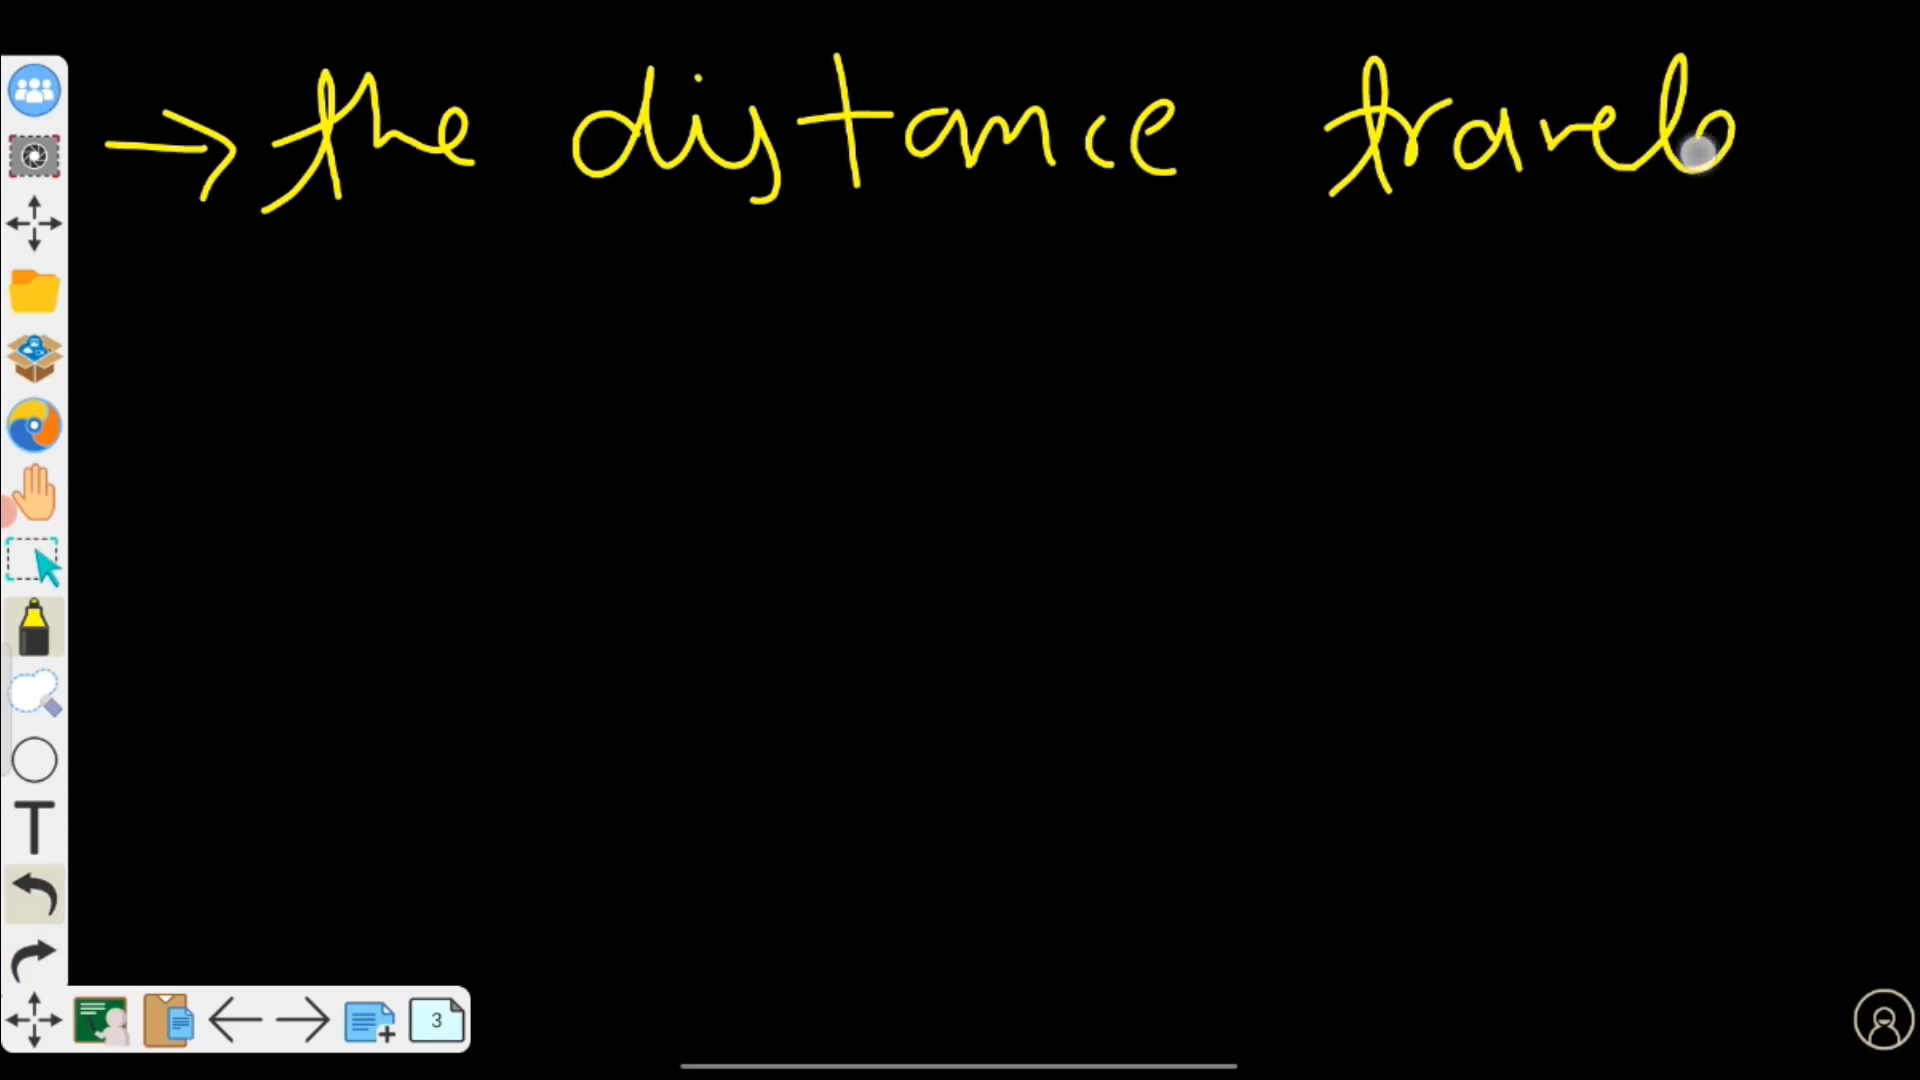 → the distance travels
3